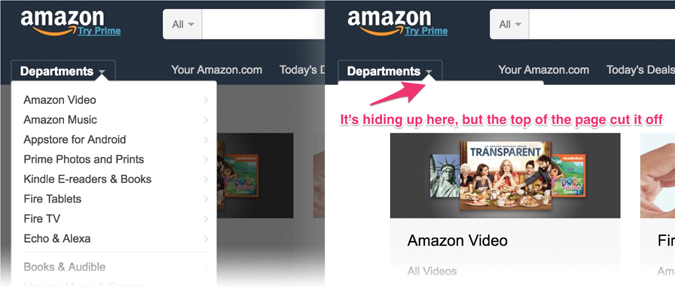 amazon
Try Prime
All
Departments
Your Amazon.com
Today's D
Amazon Video
Amazon Music
Appstore for Android
Prime Photos and Prints
Kindle E-readers & Books
Fire Tablets
Fire TV
Echo & Alexa
Books & Audible
Movies, Music & Games
amazon
Try Prime
All
Departments
Your Amazon.com
Today's Deals
It's hiding up here, but the top of the page cut it off
TRANSPARENT
Amazon Video
Fir
All Videos